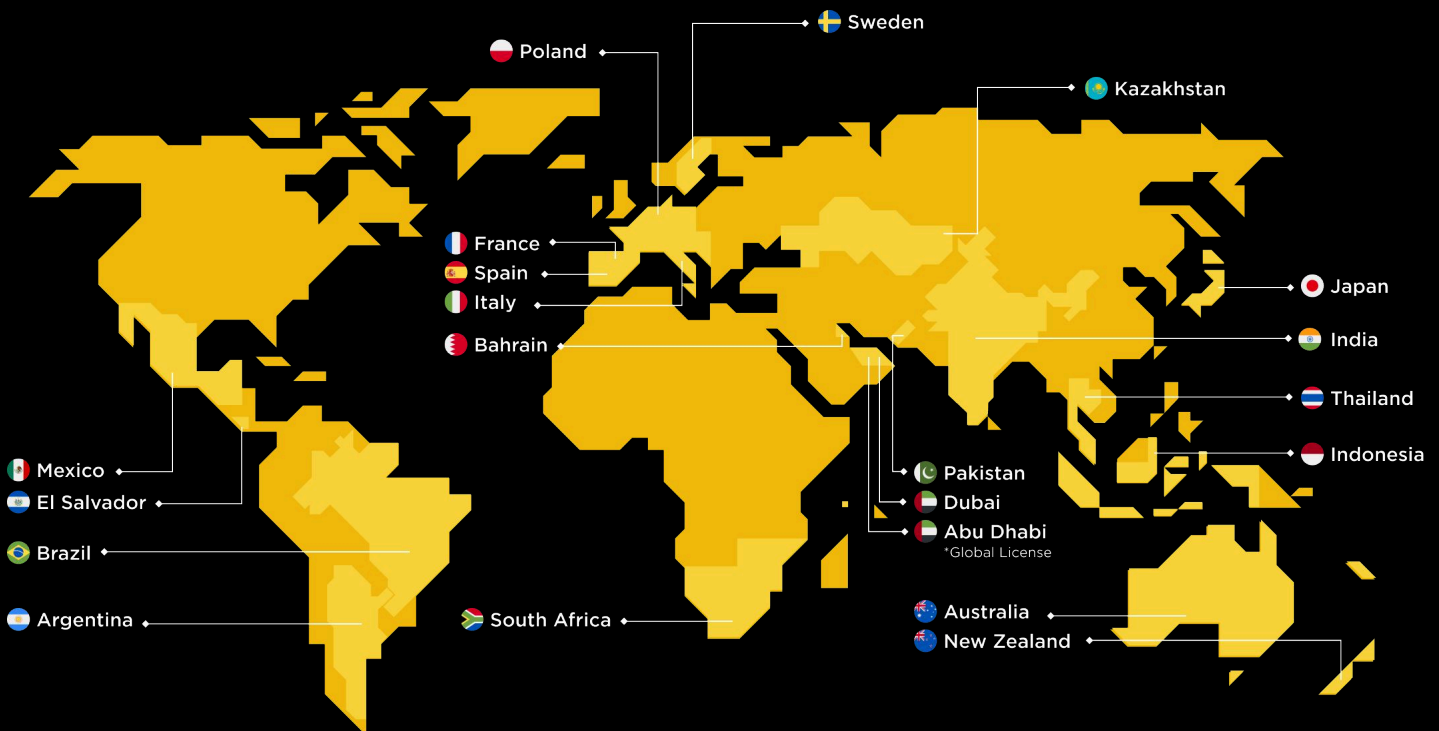 Sweden
Poland
Kazakhstan
France
Spain
Italy
Bahrain
Japan
India
Thailand
Indonesia
Mexico
El Salvador
Brazil
Argentina
South Africa
Pakistan
Dubai
Abu Dhabi
*Global License
Australia
New Zealand